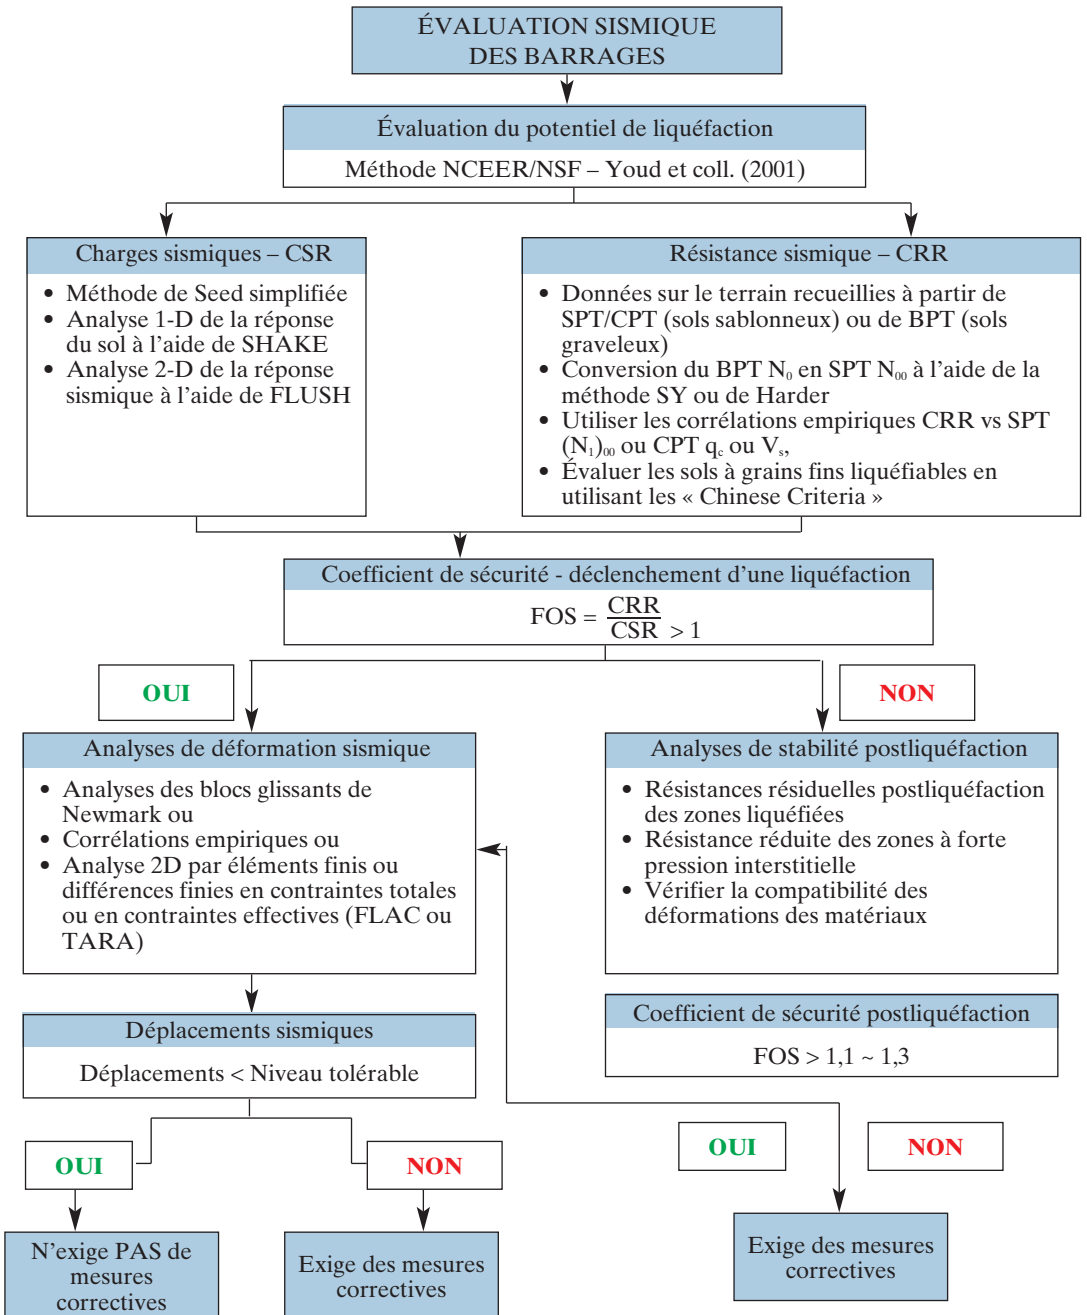 ÉVALUATION SISMIQUE
DES BARRAGES
Évaluation du potentiel de liquéfaction
Méthode NCEER/NSF – Youd et coll. (2001)
Charges sismiques – CSR
• Méthode de Seed simplifiée
• Analyse 1-D de la réponse
du sol à l’aide de SHAKE
• Analyse 2-D de la réponse
sismique à l’aide de FLUSH
Résistance sismique – CRR
• Données sur le terrain recueillies à partir de
SPT/CPT (sols sablonneux) ou de BPT (sols
graveleux)
• Conversion du BPT N₀ en SPT N₀₀ à l’aide de la
méthode SY ou de Harder
• Utiliser les corrélations empiriques CRR vs SPT
(N₁)₀₀ ou CPT q꜀ ou Vₛ,
• Évaluer les sols à grains fins liquéfiables en
utilisant les « Chinese Criteria »
Coefficient de sécurité - déclenchement d’une liquéfaction
FOS = CRR/CSR > 1
OUI
NON
Analyses de déformation sismique
• Analyses des blocs glissants de
Newmark ou
• Corrélations empiriques ou
• Analyse 2D par éléments finis ou
différences finies en contraintes totales
ou en contraintes effectives (FLAC ou
TARA)
Analyses de stabilité postliquéfaction
• Résistances résiduelles postliquéfaction
des zones liquéfiées
• Résistance réduite des zones à forte
pression interstitielle
• Vérifier la compatibilité des
déformations des matériaux
Déplacements sismiques
Déplacements < Niveau tolérable
Coefficient de sécurité postliquéfaction
FOS > 1,1 ~ 1,3
OUI
NON
OUI
NON
N’exige PAS de
mesures
correctives
Exige des mesures
correctives
Exige des mesures
correctives